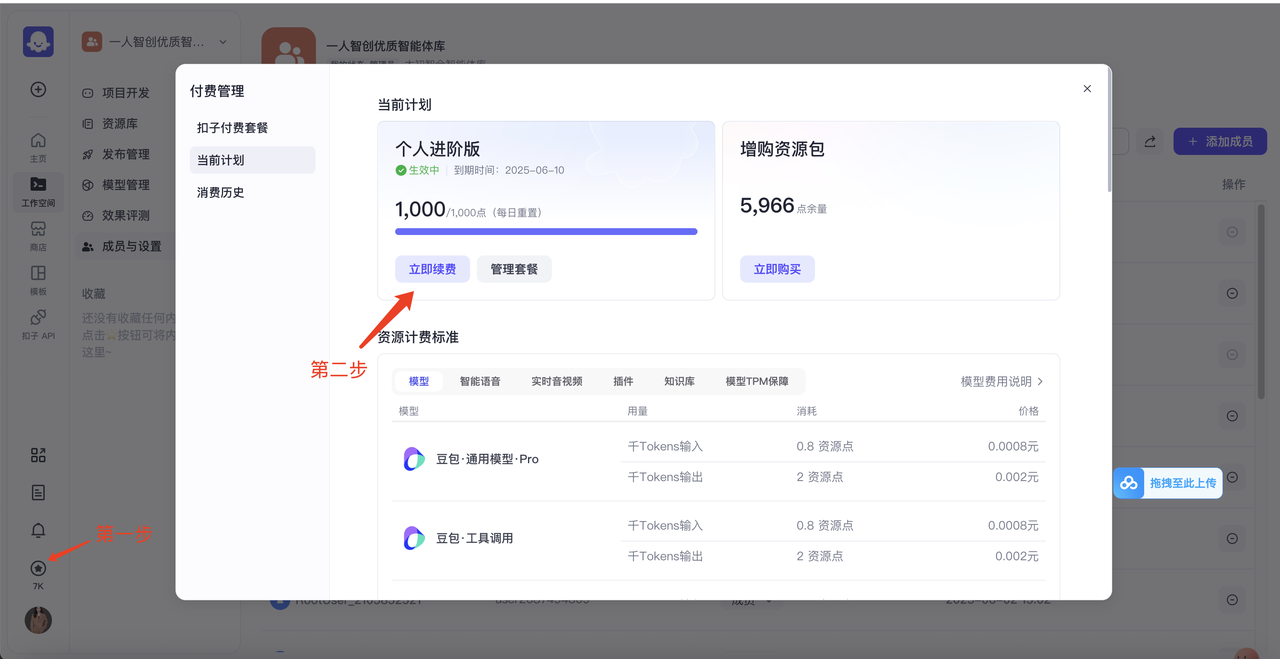 一人智创优质智...
一人智创优质智能体库
项目开发
资源库
发布管理
模型管理
效果评测
成员与设置
收藏
还没有收藏任何内
点击☆按钮可将内
这里~
主页
工作空间
商店
模板
扣子 API
7K
第一步
付费管理
扣子付费套餐
当前计划
消费历史
当前计划
个人进阶版
生效中 到期时间：2025-06-10
1,000/1,000点（每日重置）
立即续费 管理套餐
增购资源包
5,966点余量
立即购买
第二步
资源计费标准
模型 智能语音 实时音视频 插件 知识库 模型TPM保障 模型费用说明
模型 用量 消耗 价格
豆包·通用模型·Pro
千Tokens输入 0.8 资源点 0.0008元
千Tokens输出 2 资源点 0.002元
豆包·工具调用
千Tokens输入 0.8 资源点 0.0008元
千Tokens输出 2 资源点 0.002元
添加成员
操作
拖拽至此上传